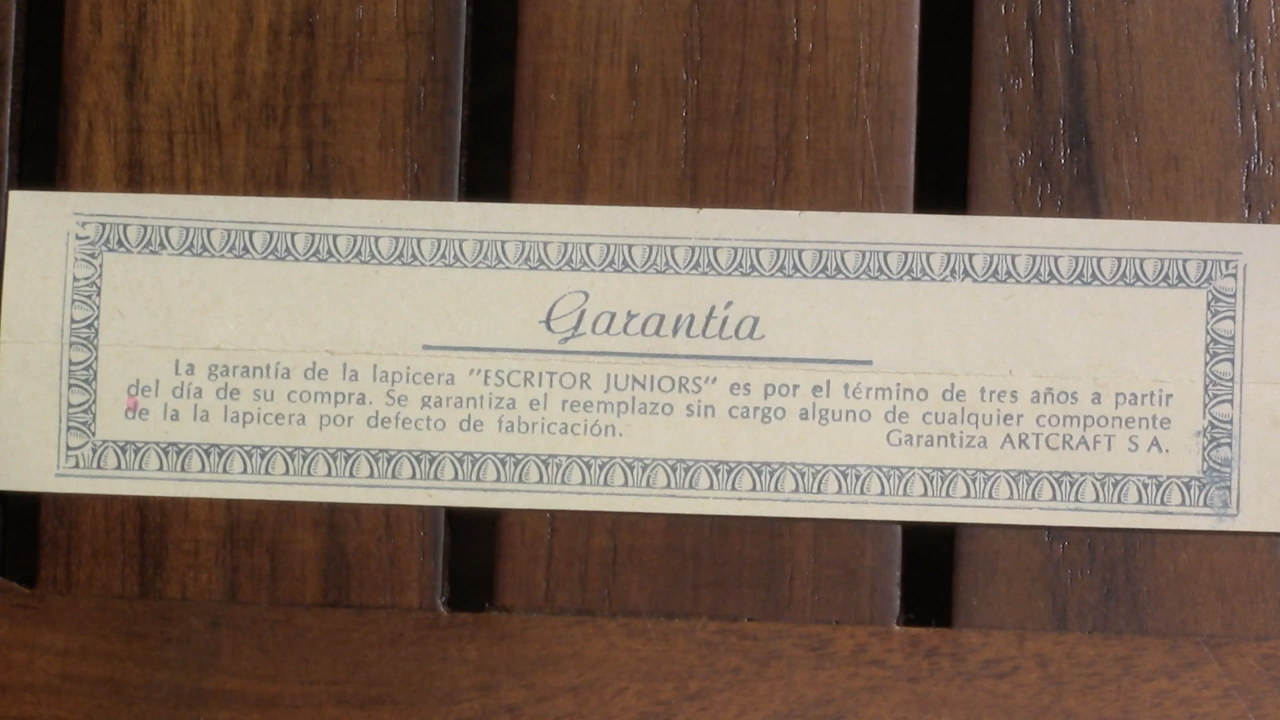 Garantía
La garantía de la lapicera "ESCRITOR JUNIORS" es por el término de tres años a partir
del día de su compra. Se garantiza el reemplazo sin cargo alguno de cualquier componente
de la la lapicera por defecto de fabricación.
Garantiza ARTCRAFT S A.